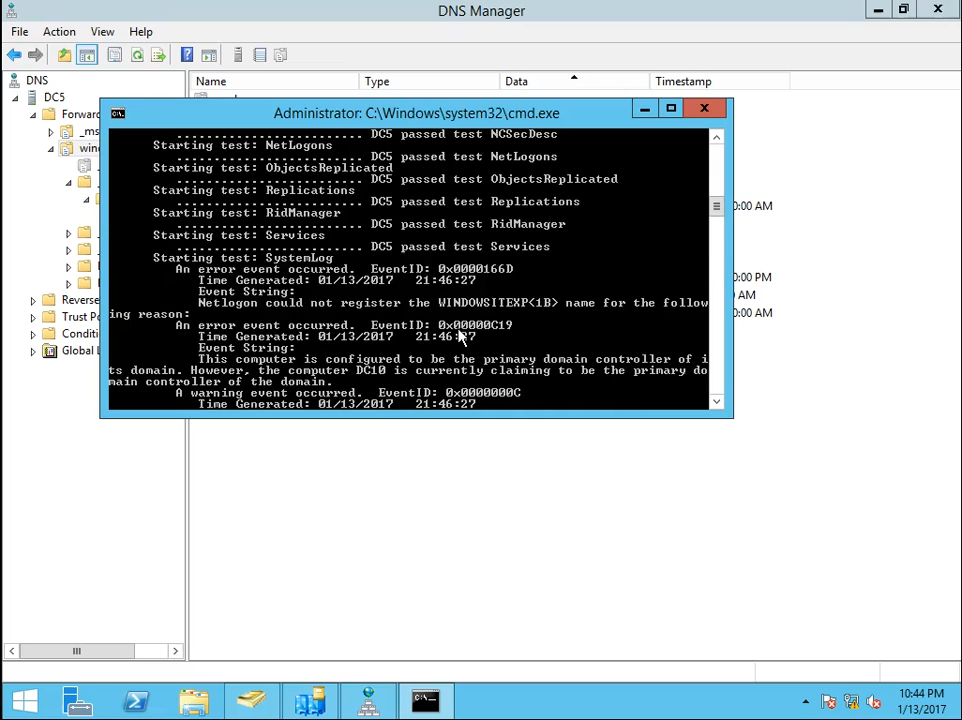 DNS Manager
File Action View Help
DNS
DC5
Forward
_ms
wind
Reverse
Trust Po
Conditi
Global L
Name Type Data Timestamp
0:00 AM
0:00 PM
AM
0:00 AM
Administrator: C:\Windows\system32\cmd.exe
......................... DC5 passed test NCSecDesc
Starting test: NetLogons
......................... DC5 passed test NetLogons
Starting test: ObjectsReplicated
......................... DC5 passed test ObjectsReplicated
Starting test: Replications
......................... DC5 passed test Replications
Starting test: RidManager
......................... DC5 passed test RidManager
Starting test: Services
......................... DC5 passed test Services
Starting test: SystemLog
An error event occurred. EventID: 0x0000166D
Time Generated: 01/13/2017 21:46:27
Event String:
Netlogon could not register the WINDOWSITEXP<1B> name for the follow
ing reason:
An error event occurred. EventID: 0x00000C19
Time Generated: 01/13/2017 21:46:27
Event String:
This computer is configured to be the primary domain controller of i
ts domain. However, the computer DC10 is currently claiming to be the primary do
main controller of the domain.
A warning event occurred. EventID: 0x0000000C
Time Generated: 01/13/2017 21:46:27
10:44 PM
1/13/2017